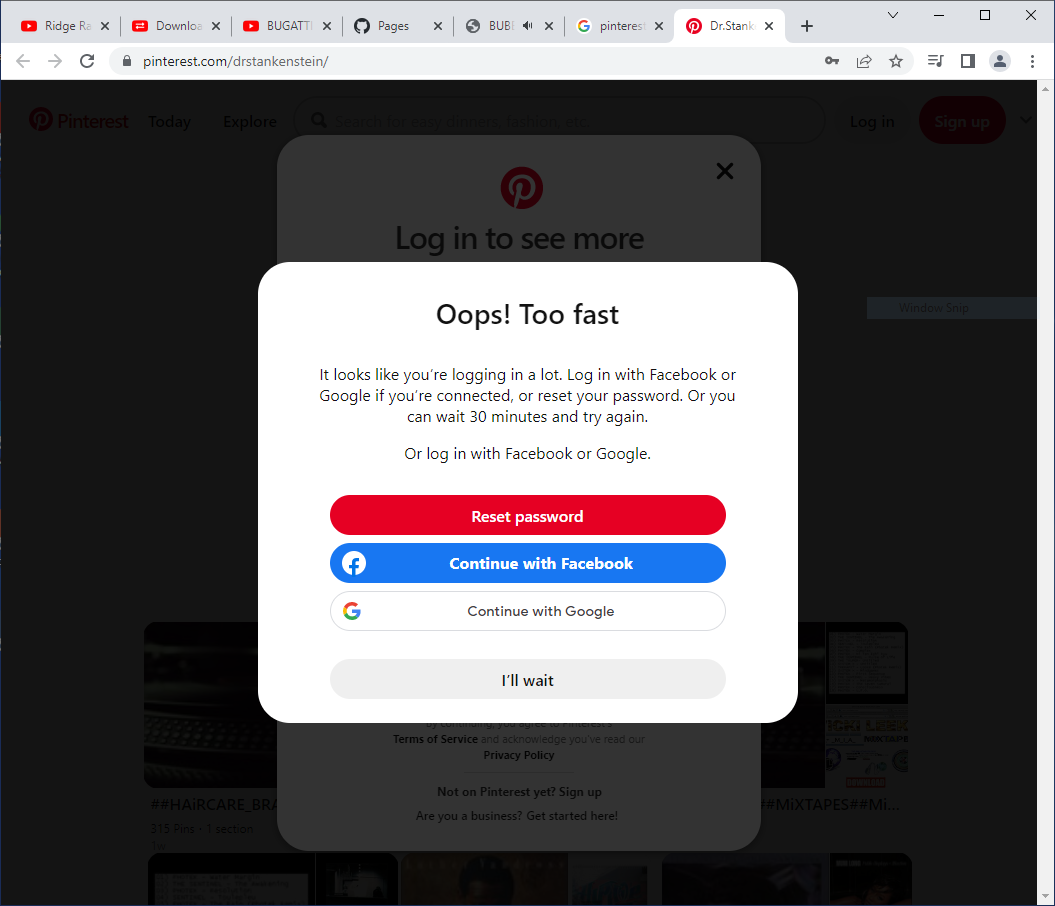 Ridge Ra
Downloa
BUGATTI
Pages
BUB
pinterest
Dr.Stank
pinterest.com/drstankenstein/
Pinterest
Today
Explore
Search for easy dinners, fashion, etc.
Log in
Sign up
Log in to see more
Window Snip
Oops! Too fast
It looks like you're logging in a lot. Log in with Facebook or
Google if you're connected, or reset your password. Or you
can wait 30 minutes and try again.
Or log in with Facebook or Google.
Reset password
Continue with Facebook
Continue with Google
I'll wait
By continuing, you agree to Pinterest's
Terms of Service and acknowledge you've read our
Privacy Policy
Not on Pinterest yet? Sign up
Are you a business? Get started here!
##HAiRCARE_BRA
315 Pins · 1 section
1w
##MiXTAPES##Mi...
MIXTAPE